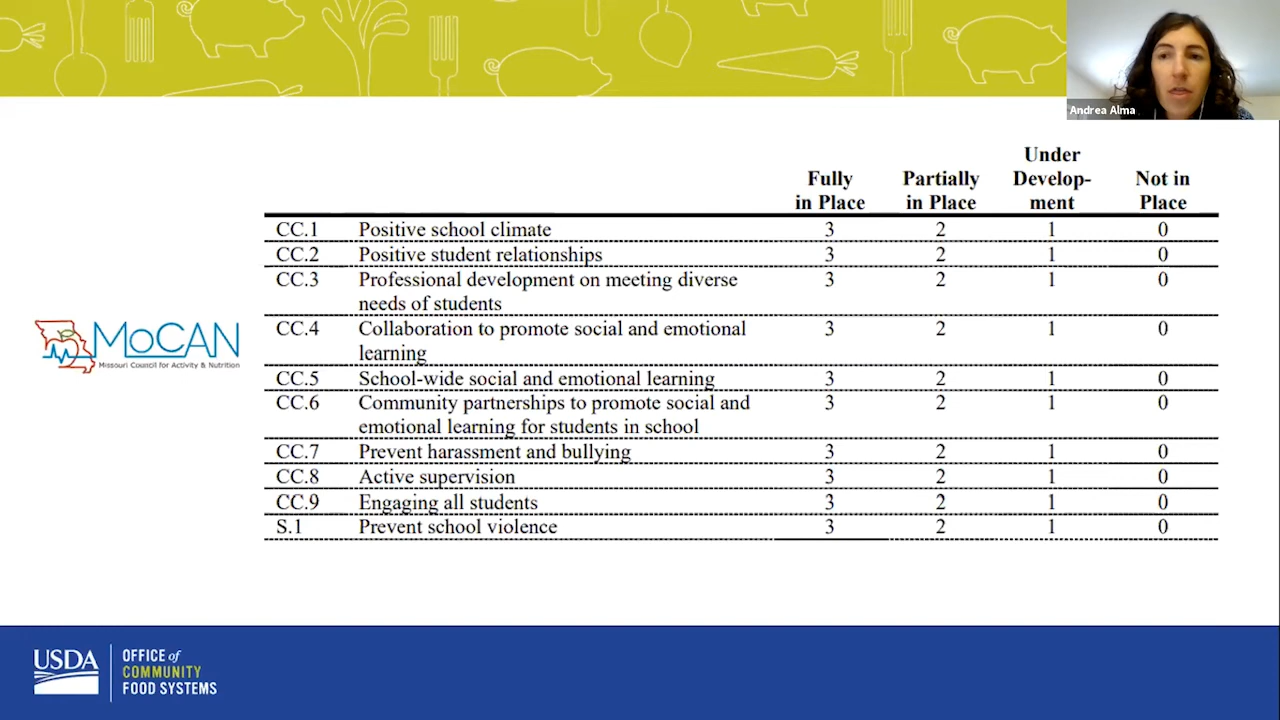 Andrea Alma
Under
Fully Partially Develop- Not in
in Place in Place ment Place
CC.1 Positive school climate 3 2 1 0
CC.2 Positive student relationships 3 2 1 0
CC.3 Professional development on meeting diverse 3 2 1 0
needs of students
CC.4 Collaboration to promote social and emotional 3 2 1 0
learning
CC.5 School-wide social and emotional learning 3 2 1 0
CC.6 Community partnerships to promote social and 3 2 1 0
emotional learning for students in school
CC.7 Prevent harassment and bullying 3 2 1 0
CC.8 Active supervision 3 2 1 0
CC.9 Engaging all students 3 2 1 0
S.1 Prevent school violence 3 2 1 0
MOCAN
Missouri Council for Activity & Nutrition
USDA
OFFICE of
COMMUNITY
FOOD SYSTEMS